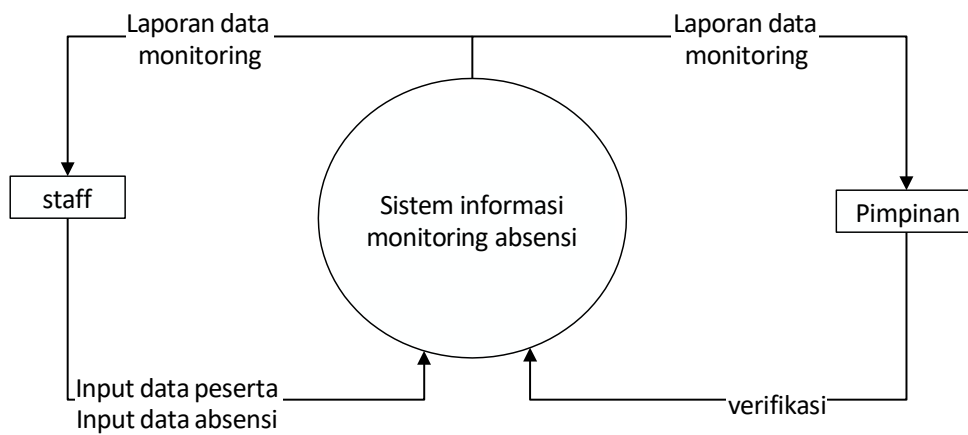 Laporan data
monitoring
Laporan data
monitoring
staff
Sistem informasi
monitoring absensi
Pimpinan
Input data peserta
Input data absensi
verifikasi